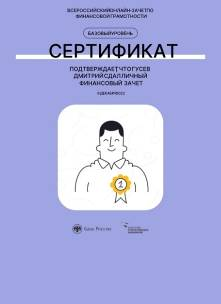 ВСЕРОССИЙСКИЙ ОНЛАЙН-ЗАЧЕТ ПО
ФИНАНСОВОЙ ГРАМОТНОСТИ
БАЗОВЫЙ УРОВЕНЬ
СЕРТИФИКАТ
ПОДТВЕРЖДАЕТ, ЧТО ГУСЕВ
ДМИТРИЙ СДАЛ ЛИЧНЫЙ
ФИНАНСОВЫЙ ЗАЧЕТ
1
Банк России